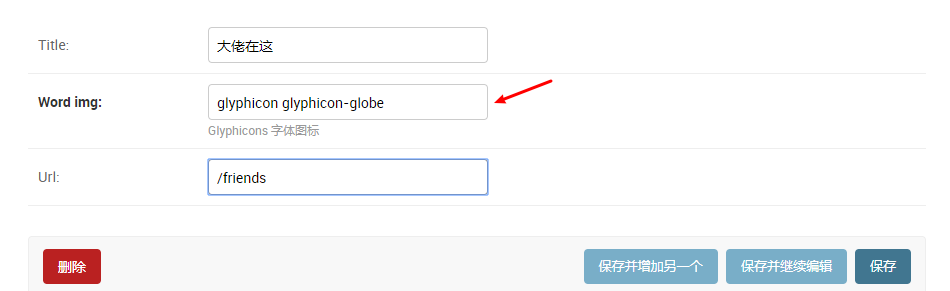 Title:
大佬在这
Word img:
glyphicon glyphicon-globe
Glyphicons 字体图标
Url:
/friends
删除
保存并增加另一个
保存并继续编辑
保存